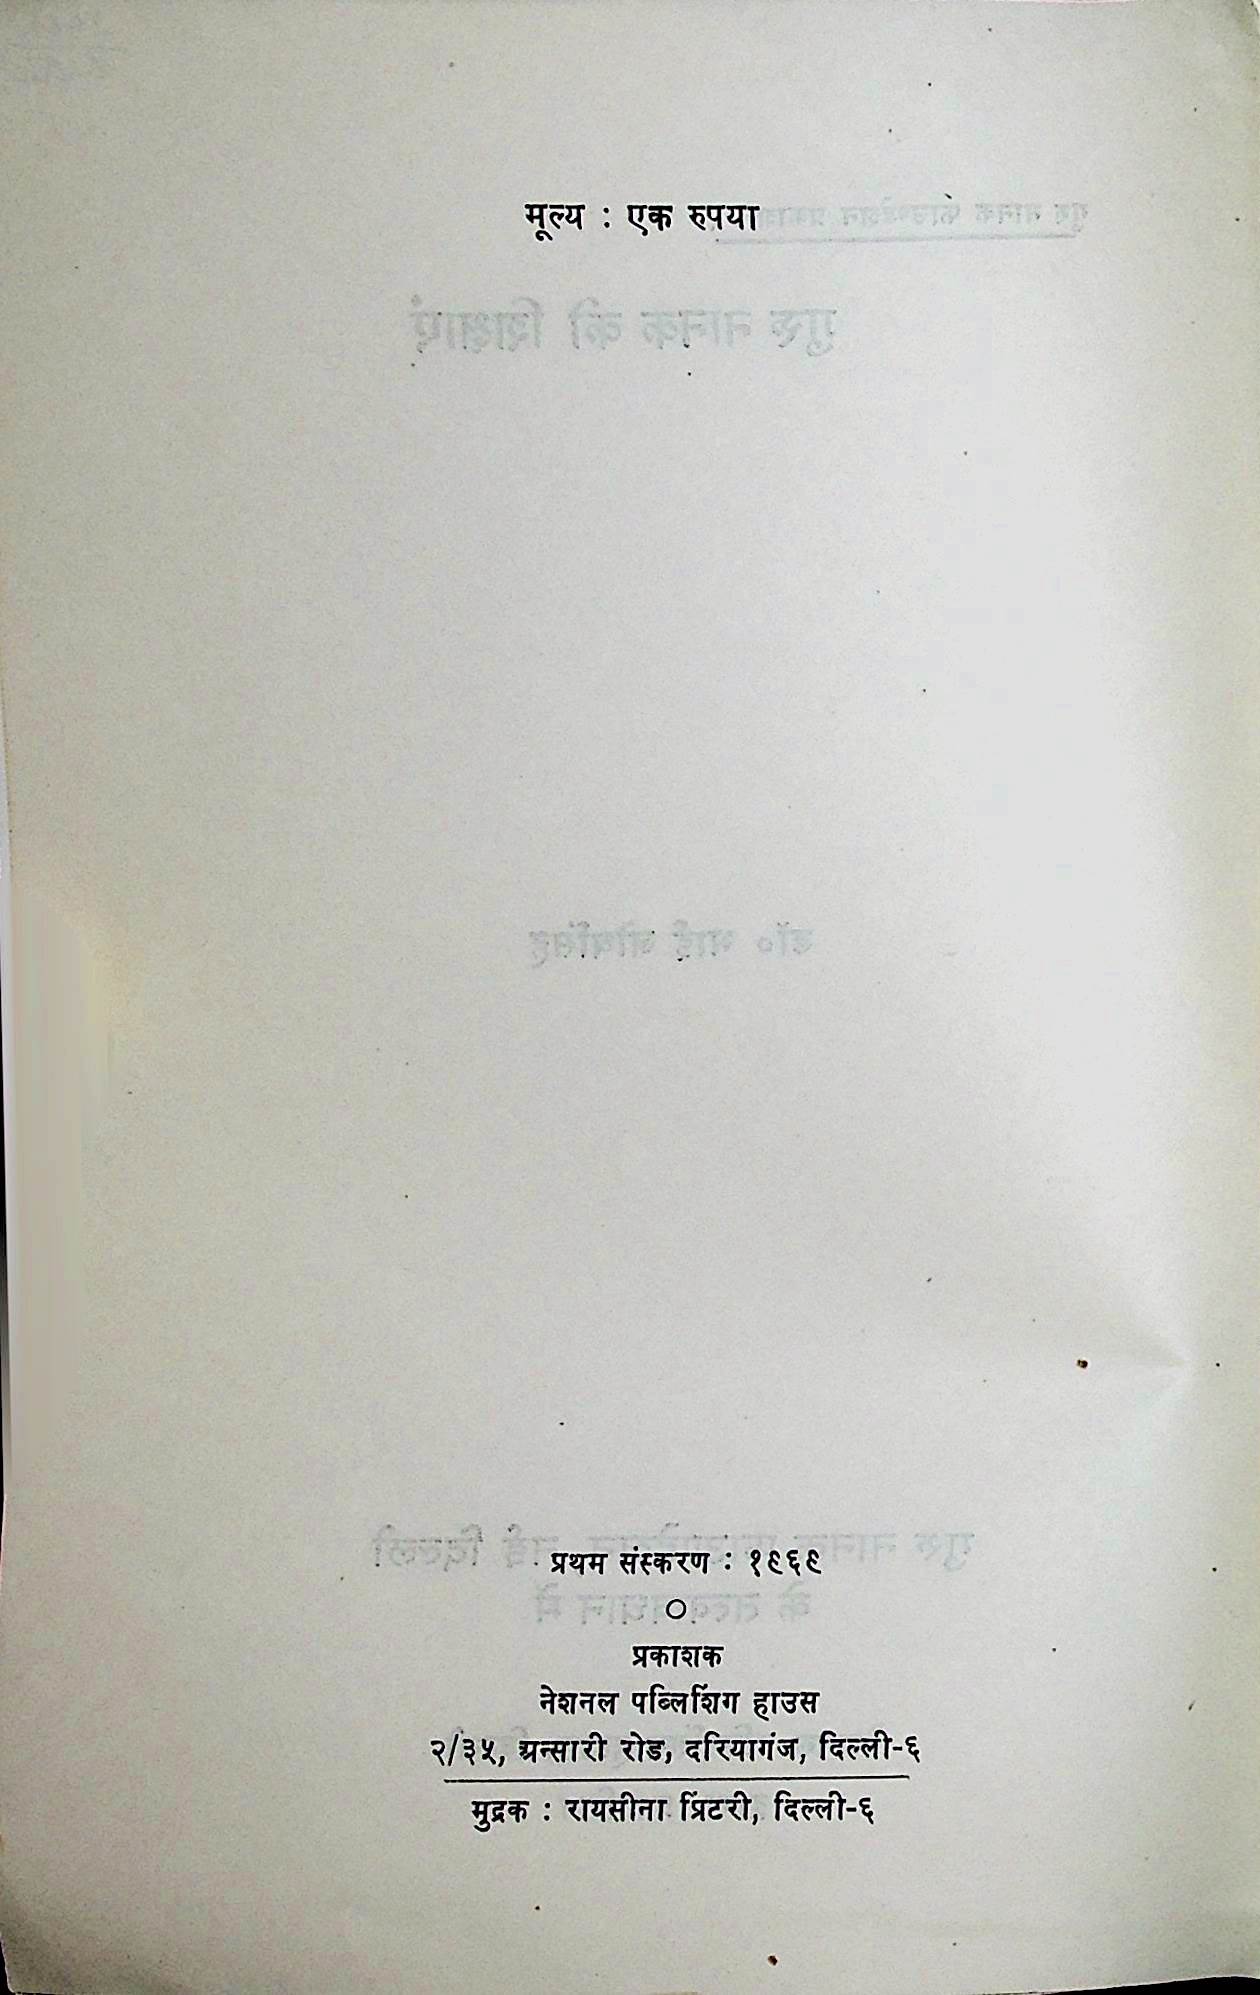 मूल्य : एक रुपया
प्रथम संस्करण : १९६९
प्रकाशक
नेशनल पब्लिशिंग हाउस
२/३५, अन्सारी रोड, दरियागंज, दिल्ली-६
मुद्रक : रायसीना प्रिंटरी, दिल्ली-६